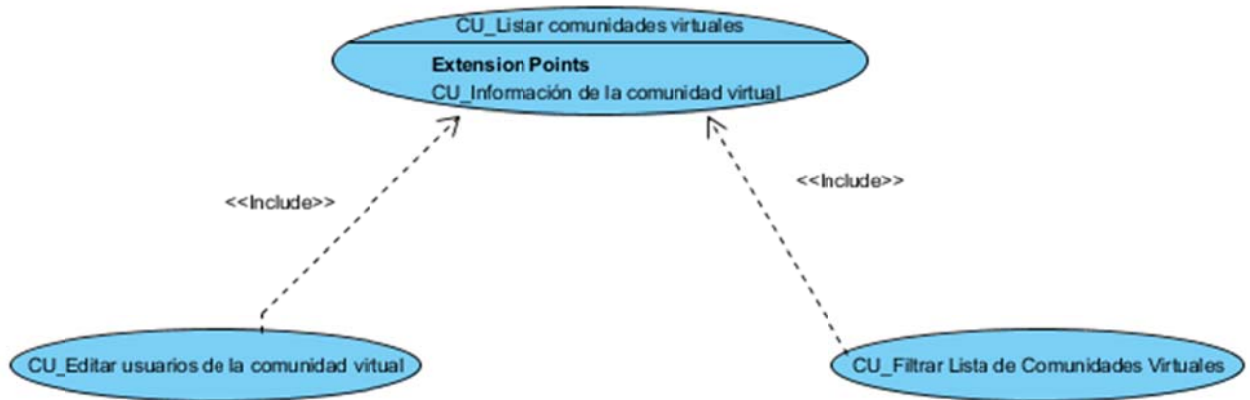 CU_Listar comunidades virtuales
Extension Points
CU_Información de la comunidad virtual
<<Include>>
<<Include>>
CU_Editar usuarios de la comunidad vitual
CU_Filtrar Lista de Comunidades Virtuales